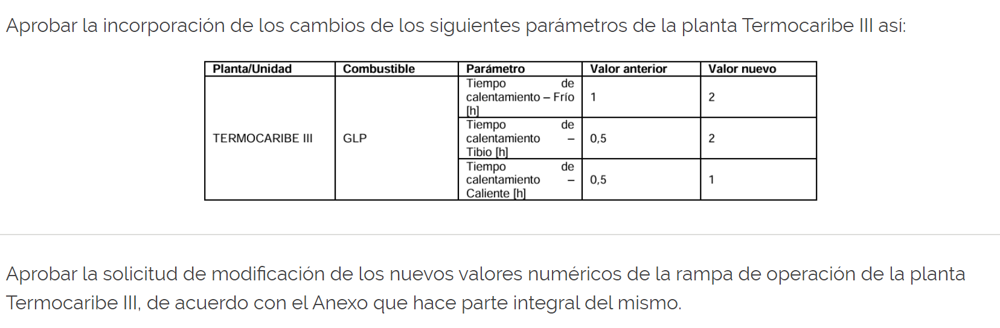 Aprobar la incorporación de los cambios de los siguientes parámetros de la planta Termocaribe III así:
Planta/Unidad Combustible Parámetro Valor anterior Valor nuevo
TERMOCARIBE III GLP
Tiempo de
calentamiento – Frío 1 2
[h]
Tiempo de
calentamiento – 0,5 2
Tibio [h]
Tiempo de
calentamiento – 0,5 1
Caliente [h]
Aprobar la solicitud de modificación de los nuevos valores numéricos de la rampa de operación de la planta
Termocaribe III, de acuerdo con el Anexo que hace parte integral del mismo.